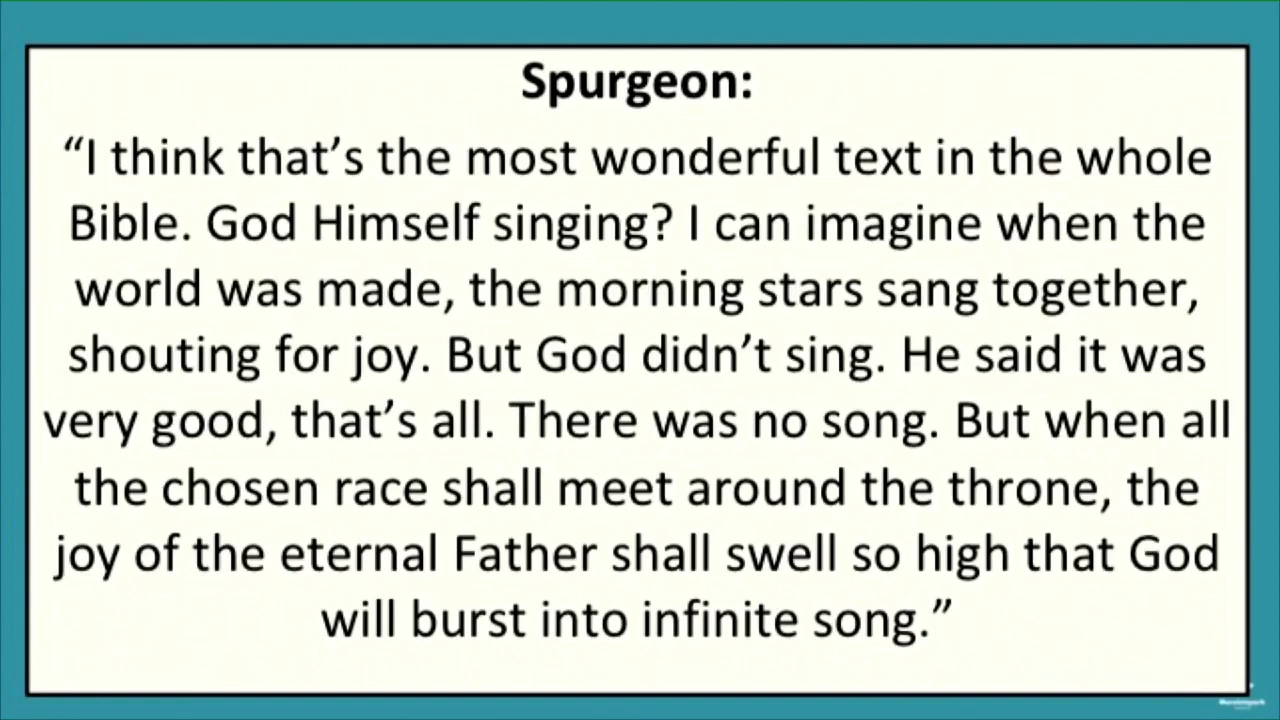 Spurgeon:
“I think that’s the most wonderful text in the whole
Bible. God Himself singing? I can imagine when the
world was made, the morning stars sang together,
shouting for joy. But God didn’t sing. He said it was
very good, that’s all. There was no song. But when all
the chosen race shall meet around the throne, the
joy of the eternal Father shall swell so high that God
will burst into infinite song.”